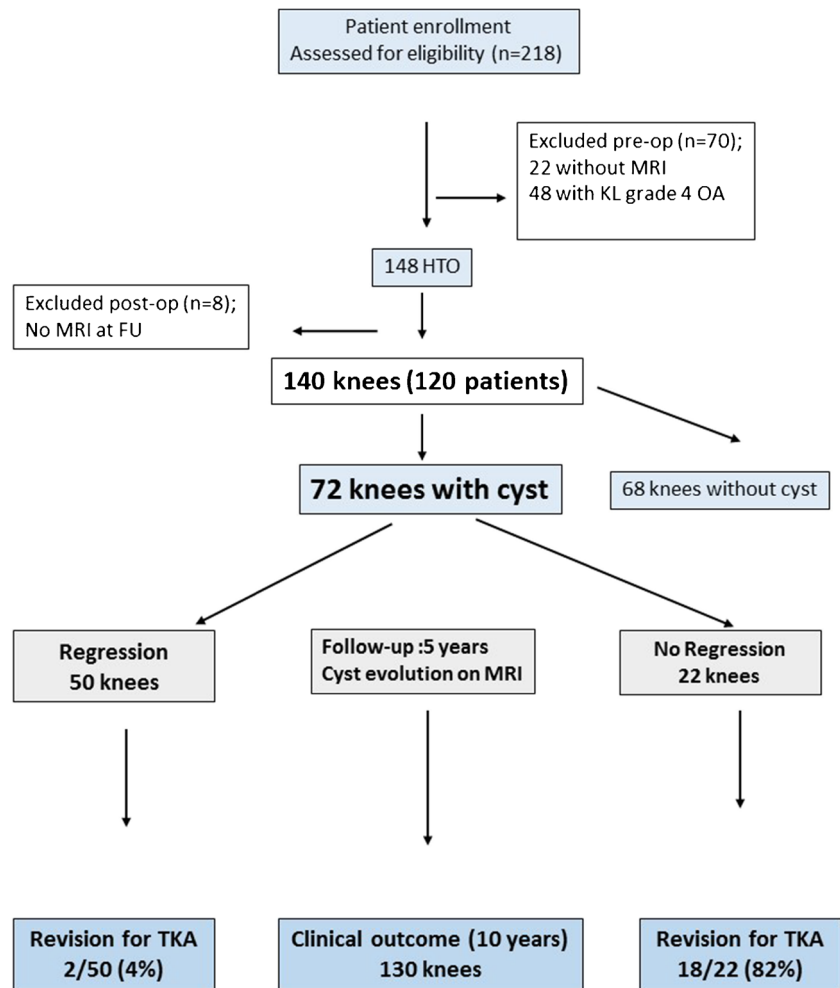 Patient enrollment
Assessed for eligibility (n=218)
Excluded pre-op (n=70);
22 without MRI
48 with KL grade 4 OA
148 HTO
Excluded post-op (n=8);
No MRI at FU
140 knees (120 patients)
72 knees with cyst
68 knees without cyst
Regression
50 knees
Follow-up :5 years
Cyst evolution on MRI
No Regression
22 knees
Revision for TKA
2/50 (4%)
Clinical outcome (10 years)
130 knees
Revision for TKA
18/22 (82%)